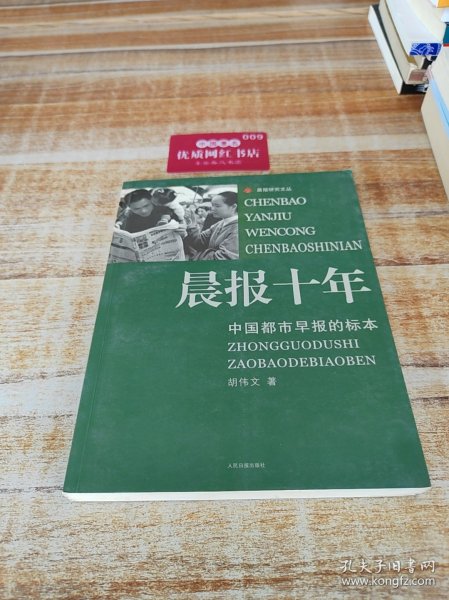 009
优质网红书店
晨报研究文丛
CHENBAO
YANJIU
WENCONG
CHENBAOSHINIAN
晨报十年
中国都市早报的标本
ZHONGGUODUSHI
ZAOBAODEBIAOBEN
胡伟文 著
人民日报出版社
孔夫子旧书网
www.kongfz.com